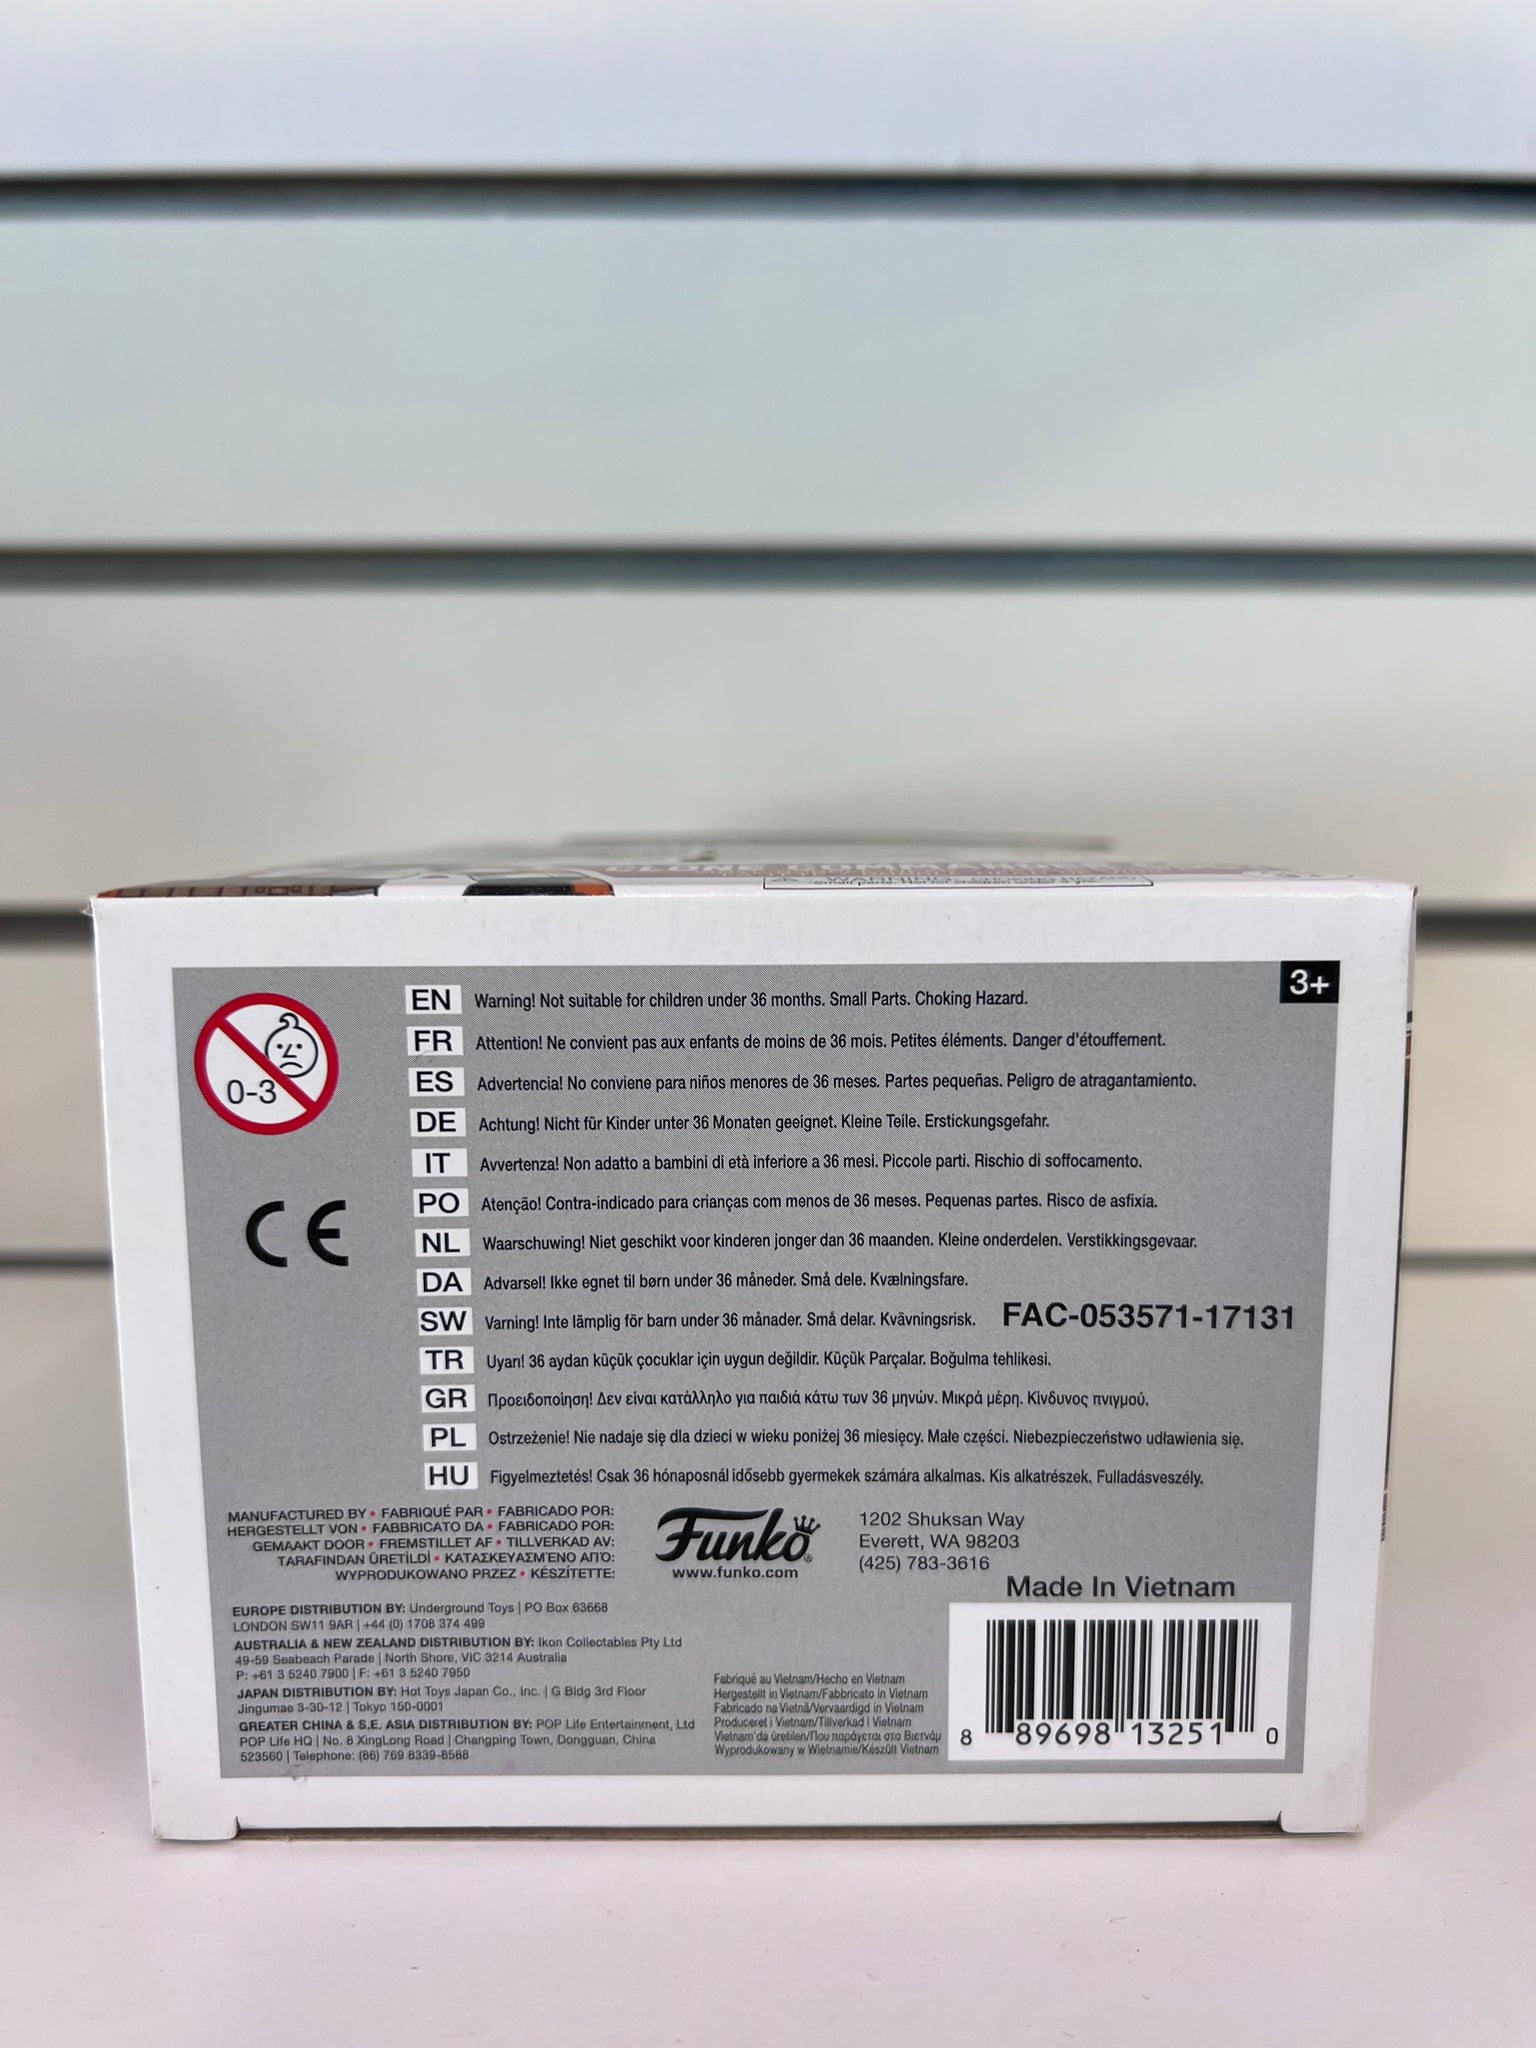 CLONE COMMANDER
WARNING: CHOKING HAZARD
3+
0-3
CE
EN Warning! Not suitable for children under 36 months. Small Parts. Choking Hazard.
FR Attention! Ne convient pas aux enfants de moins de 36 mois. Petites éléments. Danger d'étouffement.
ES Advertencia! No conviene para niños menores de 36 meses. Partes pequeñas. Peligro de atragantamiento.
DE Achtung! Nicht für Kinder unter 36 Monaten geeignet. Kleine Teile. Erstickungsgefahr.
IT Avvertenza! Non adatto a bambini di età inferiore a 36 mesi. Piccole parti. Rischio di soffocamento.
PO Atenção! Contra-indicado para crianças com menos de 36 meses. Pequenas partes. Risco de asfixia.
NL Waarschuwing! Niet geschikt voor kinderen jonger dan 36 maanden. Kleine onderdelen. Verstikkingsgevaar.
DA Advarsel! Ikke egnet til børn under 36 måneder. Små dele. Kvælningsfare.
SW Varning! Inte lämplig för barn under 36 månader. Små delar. Kvävningsrisk.
FAC-053571-17131
TR Uyarı! 36 aydan küçük çocuklar için uygun değildir. Küçük Parçalar. Boğulma tehlikesi.
GR Προειδοποίηση! Δεν είναι κατάλληλο για παιδιά κάτω των 36 μηνών. Μικρά μέρη. Κίνδυνος πνιγμού.
PL Ostrzeżenie! Nie nadaje się dla dzieci w wieku poniżej 36 miesięcy. Małe części. Niebezpieczeństwo udławienia się.
HU Figyelmeztetés! Csak 36 hónaposnál idősebb gyermekek számára alkalmas. Kis alkatrészek. Fulladásveszély.
MANUFACTURED BY • FABRIQUÉ PAR • FABRICADO POR:
HERGESTELLT VON • FABBRICATO DA • FABRICADO POR:
GEMAAKT DOOR • FREMSTILLET AF • TILLVERKAD AV:
TARAFINDAN ÜRETİLDİ • ΚΑΤΑΣΚΕΥΑΣΜΈΝΟ ΑΠΌ:
WYPRODUKOWANO PRZEZ • KÉSZÍTETTE:
Funko®
www.funko.com
1202 Shuksan Way
Everett, WA 98203
(425) 783-3616
Made In Vietnam
EUROPE DISTRIBUTION BY: Underground Toys | PO Box 63668
LONDON SW11 9AR | +44 (0) 1708 374 499
AUSTRALIA & NEW ZEALAND DISTRIBUTION BY: Ikon Collectables Pty Ltd
49-59 Seabeach Parade | North Shore, VIC 3214 Australia
P: +61 3 5240 7900 | F: +61 3 5240 7950
JAPAN DISTRIBUTION BY: Hot Toys Japan Co., Inc. | G Bldg 3rd Floor
Jingumae 3-30-12 | Tokyo 150-0001
GREATER CHINA & S.E. ASIA DISTRIBUTION BY: POP Life Entertainment, Ltd
POP Life HQ | No. 8 XingLong Road | Changping Town, Dongguan, China
523560 | Telephone: (86) 769 8339-8588
Fabriqué au Vietnam/Hecho en Vietnam
Hergestellt in Vietnam/Fabbricato in Vietnam
Fabricado na Vietnã/Vervaardigd in Vietnam
Produceret i Vietnam/Tillverkad i Vietnam
Vietnam'da üretilen/Που παράγεται στο Βιετνάμ
Wyprodukowany w Wietnamie/Készült Vietnam
8 89698 13251 0